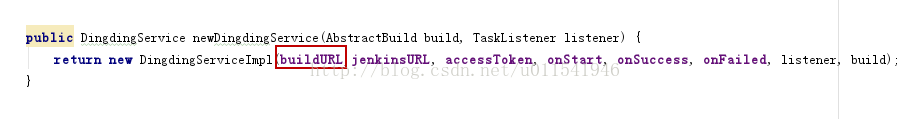 public DingdingService newDingdingService(AbstractBuild build, TaskListener listener) {
return new DingdingServiceImpl(buildURL jenkinsURL, accessToken, onStart, onSuccess, onFailed, listener, build);
http://blog.csdn.net/u011541946
}